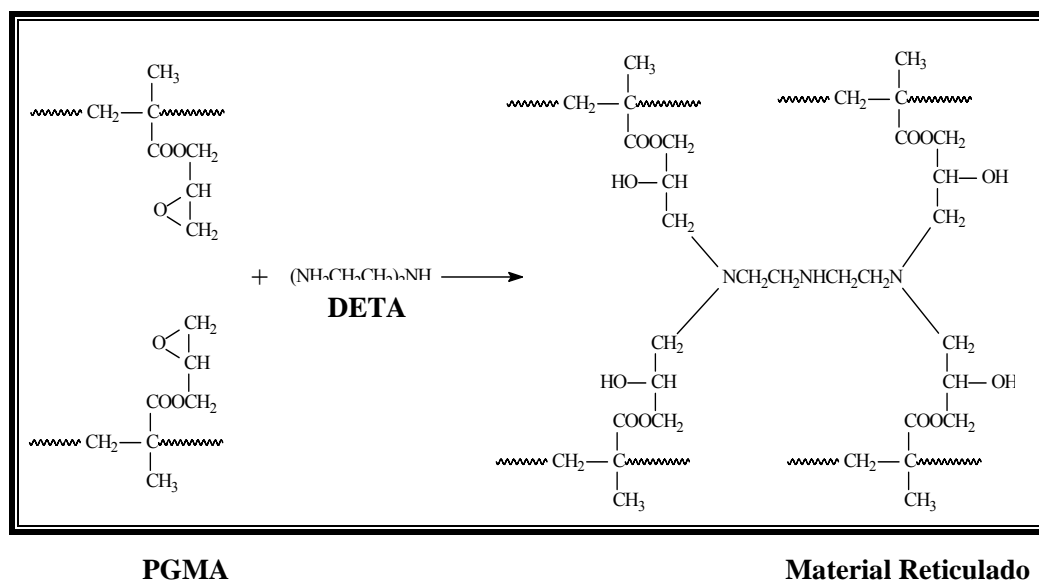 CH₃
CH₂—C
COOCH₂
CH
O
CH₂
+ (NH₂CH₂CH₂)₂NH
DETA
CH₂
O
CH
COOCH₂
CH₂—C
CH₃
CH₃
CH₂—C
COOCH₂
HO—CH
CH₂
CH₃
CH₂—C
COOCH₂
CH—OH
CH₂
NCH₂CH₂NHCH₂CH₂N
CH₂
HO—CH
COOCH₂
CH₂—C
CH₃
CH₂
CH—OH
COOCH₂
CH₂—C
CH₃
PGMA
Material Reticulado